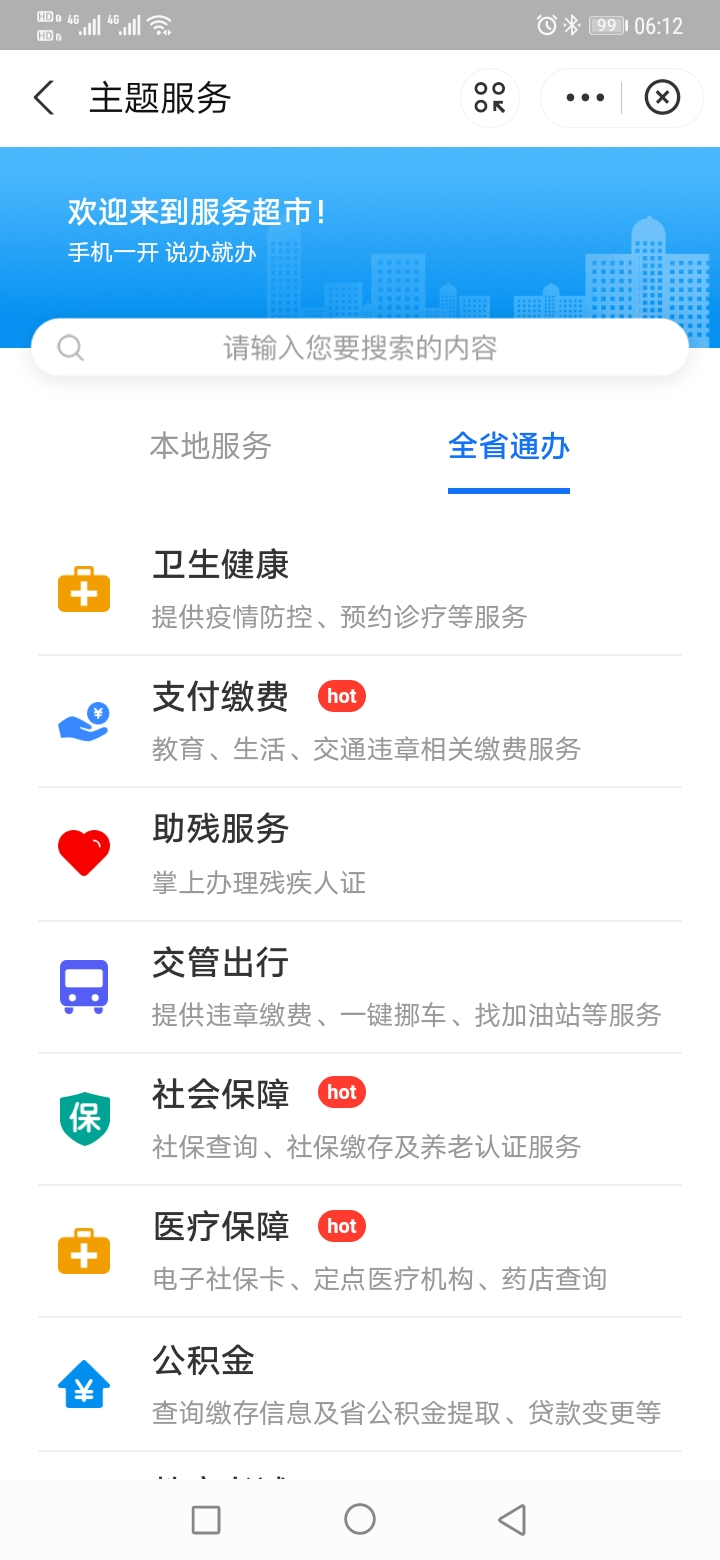 4G 4G 99 06:12
主题服务
欢迎来到服务超市!
手机一开 说办就办
请输入您要搜索的内容
本地服务 全省通办
卫生健康
提供疫情防控、预约诊疗等服务
支付缴费 hot
教育、生活、交通违章相关缴费服务
助残服务
掌上办理残疾人证
交管出行
提供违章缴费、一键挪车、找加油站等服务
保
社会保障 hot
社保查询、社保缴存及养老认证服务
医疗保障 hot
电子社保卡、定点医疗机构、药店查询
公积金
查询缴存信息及省公积金提取、贷款变更等